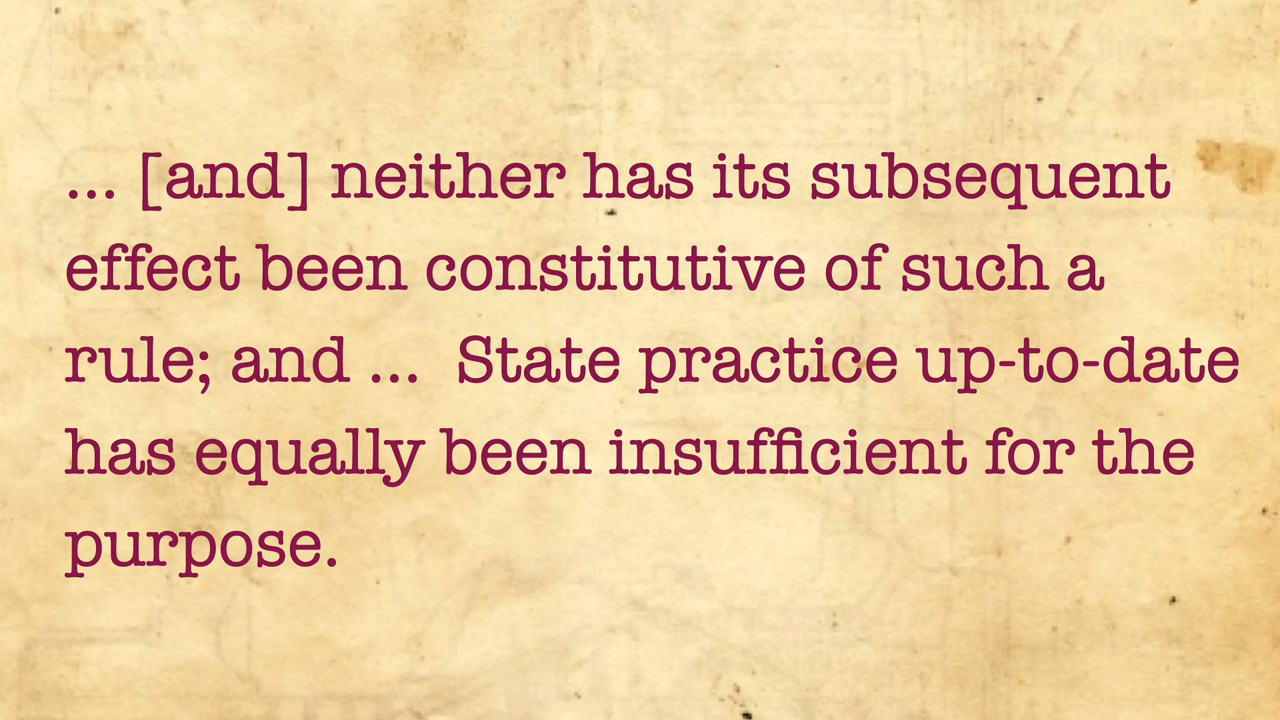 ... [and] neither has its subsequent
effect been constitutive of such a
rule; and ...  State practice up-to-date
has equally been insufficient for the
purpose.